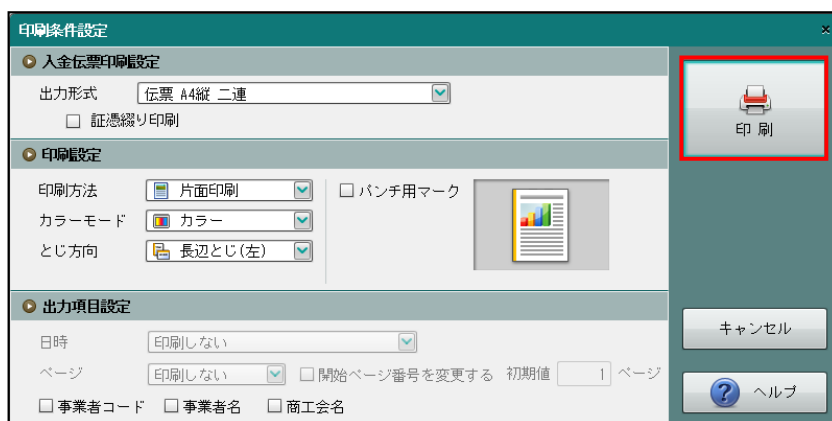 印刷条件設定
×
入金伝票印刷設定
出力形式 伝票 A4縦 二連
証憑綴り印刷
印刷設定
印刷方法 片面印刷 パンチ用マーク
カラーモード カラー
とじ方向 長辺とじ(左)
出力項目設定
日時 印刷しない
ページ 印刷しない 開始ページ番号を変更する 初期値 1 ページ
事業者コード 事業者名 商工会名
印 刷
キャンセル
? ヘルプ